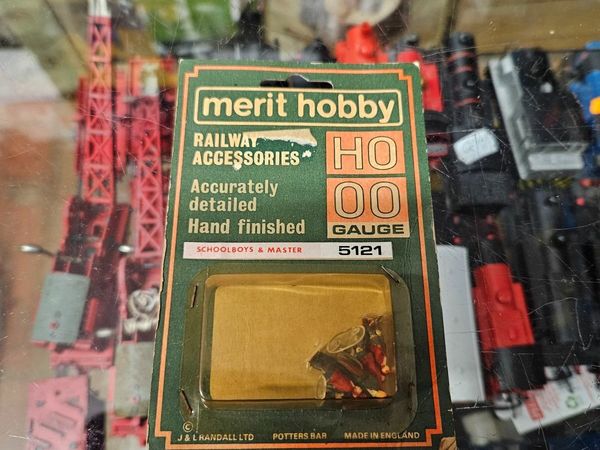 merit hobby
RAILWAY
ACCESSORIES
HO
OO
GAUGE
Accurately
detailed
Hand finished
SCHOOLBOYS & MASTER 5121
© J & L RANDALL LTD POTTERS BAR MADE IN ENGLAND